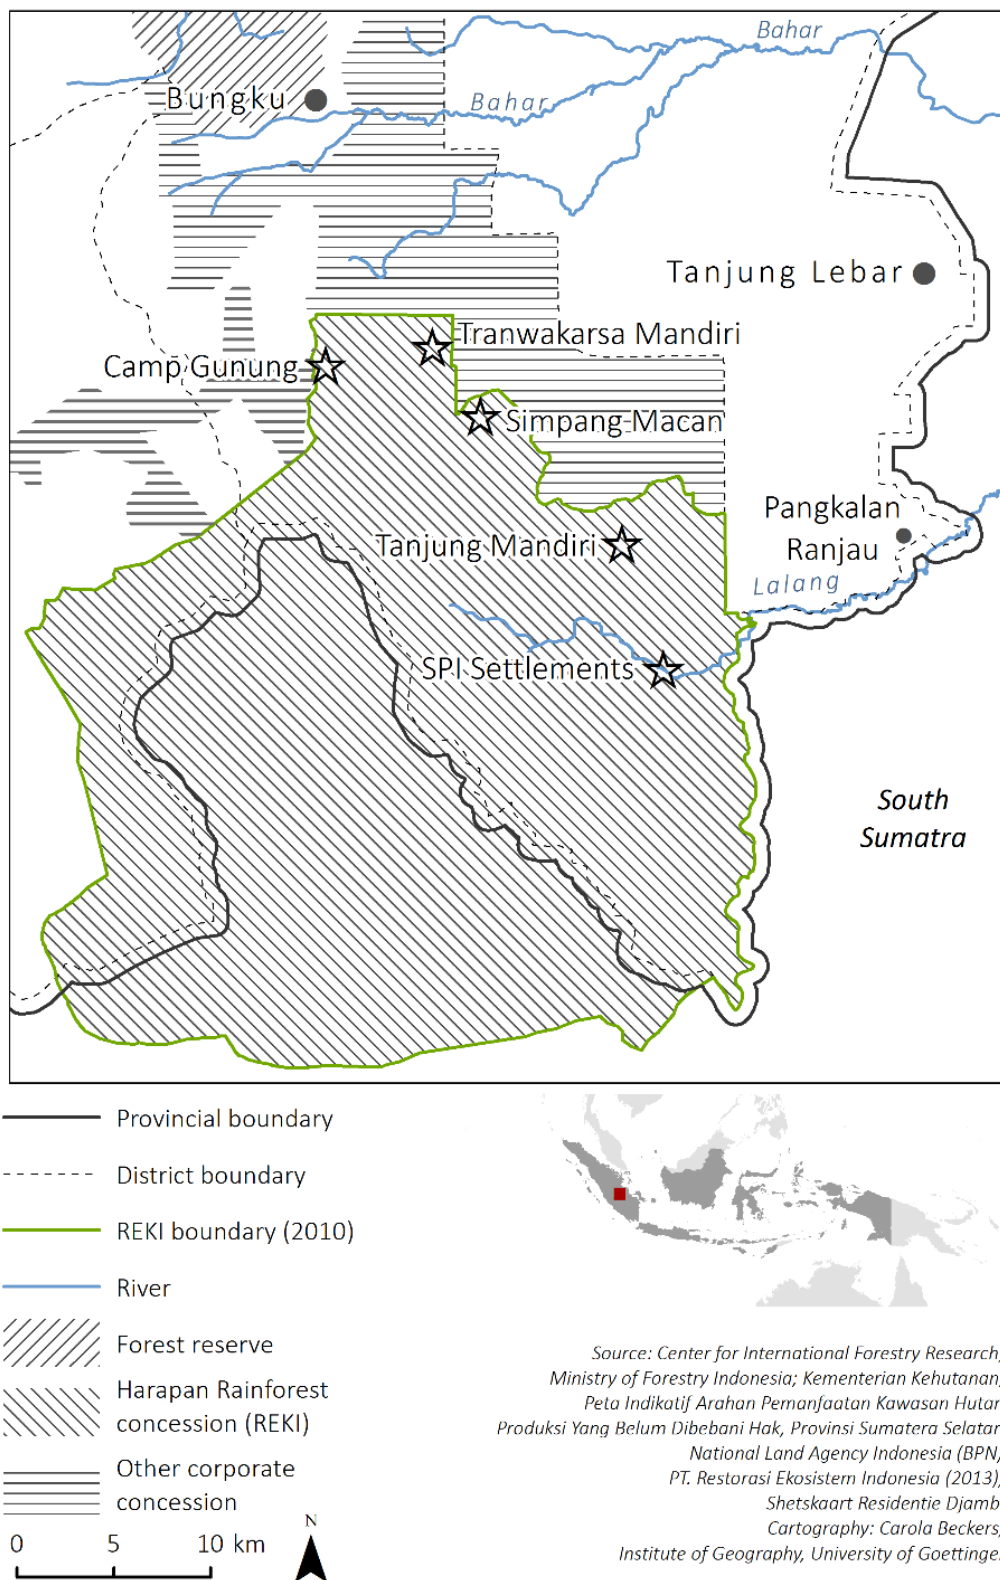 Bahar
Bungku
Bahar
Tanjung Lebar
Tranwakarsa Mandiri
Camp Gunung
Simpang Macan
Pangkalan
Ranjau
Tanjung Mandiri
Lalang
SPI Settlements
South
Sumatra
Provincial boundary
District boundary
REKI boundary (2010)
River
Forest reserve
Harapan Rainforest
concession (REKI)
Other corporate
concession
0 5 10 km
N
Source: Center for International Forestry Research,
Ministry of Forestry Indonesia; Kementerian Kehutanan,
Peta Indikatif Arahan Pemanfaatan Kawasan Hutan
Produksi Yang Belum Dibebani Hak, Provinsi Sumatera Selatan
National Land Agency Indonesia (BPN)
PT. Restorasi Ekosistem Indonesia (2013),
Shetskaart Residentie Djamb
Cartography: Carola Beckers,
Institute of Geography, University of Goettinge